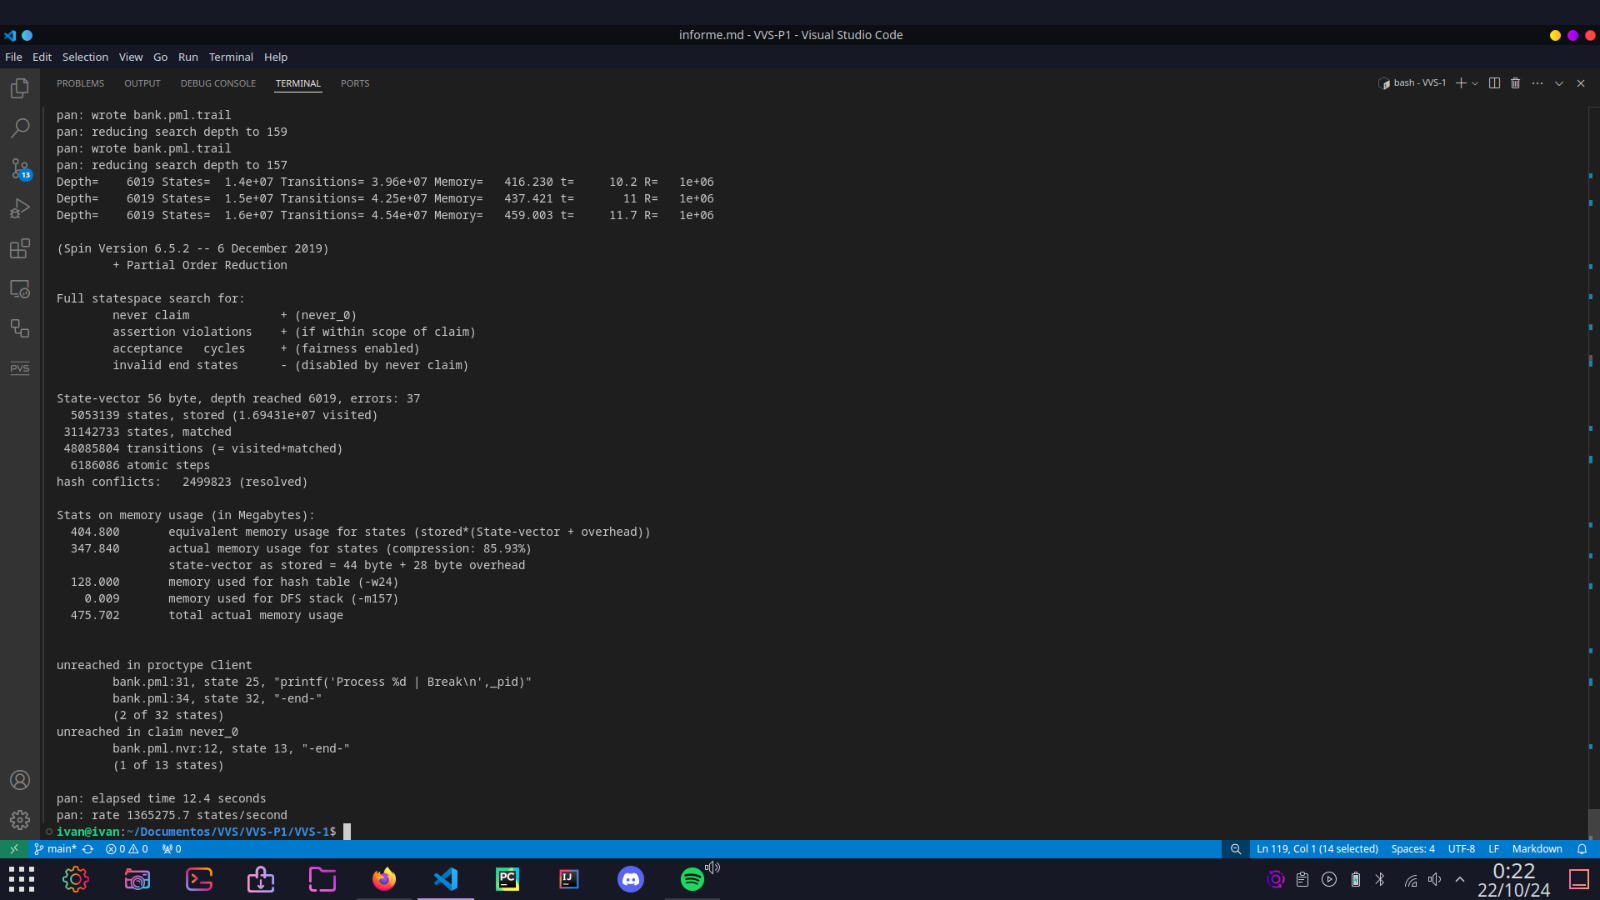 informe.md - VVS-P1 - Visual Studio Code
File Edit Selection View Go Run Terminal Help
PROBLEMS OUTPUT DEBUG CONSOLE TERMINAL PORTS
bash - VVS-1
pan: wrote bank.pml.trail
pan: reducing search depth to 159
pan: wrote bank.pml.trail
pan: reducing search depth to 157
Depth=    6019 States=  1.4e+07 Transitions= 3.96e+07 Memory=   416.230 t=     10.2 R=   1e+06
Depth=    6019 States=  1.5e+07 Transitions= 4.25e+07 Memory=   437.421 t=       11 R=   1e+06
Depth=    6019 States=  1.6e+07 Transitions= 4.54e+07 Memory=   459.003 t=     11.7 R=   1e+06
(Spin Version 6.5.2 -- 6 December 2019)
        + Partial Order Reduction
Full statespace search for:
        never claim             + (never_0)
        assertion violations    + (if within scope of claim)
        acceptance   cycles     + (fairness enabled)
        invalid end states      - (disabled by never claim)
State-vector 56 byte, depth reached 6019, errors: 37
  5053139 states, stored (1.69431e+07 visited)
 31142733 states, matched
 48085804 transitions (= visited+matched)
  6186086 atomic steps
hash conflicts:   2499823 (resolved)
Stats on memory usage (in Megabytes):
  404.800       equivalent memory usage for states (stored*(State-vector + overhead))
  347.840       actual memory usage for states (compression: 85.93%)
                state-vector as stored = 44 byte + 28 byte overhead
  128.000       memory used for hash table (-w24)
    0.009       memory used for DFS stack (-m157)
  475.702       total actual memory usage
unreached in proctype Client
        bank.pml:31, state 25, "printf('Process %d | Break\n',_pid)"
        bank.pml:34, state 32, "-end-"
        (2 of 32 states)
unreached in claim never_0
        bank.pml.nvr:12, state 13, "-end-"
        (1 of 13 states)
pan: elapsed time 12.4 seconds
pan: rate 1365275.7 states/second
ivan@ivan:~/Documentos/VVS/VVS-P1/VVS-1$
13
PVS
main* 0 0 0 Ln 119, Col 1 (14 selected) Spaces: 4 UTF-8 LF Markdown
PC IJ
0:22
22/10/24